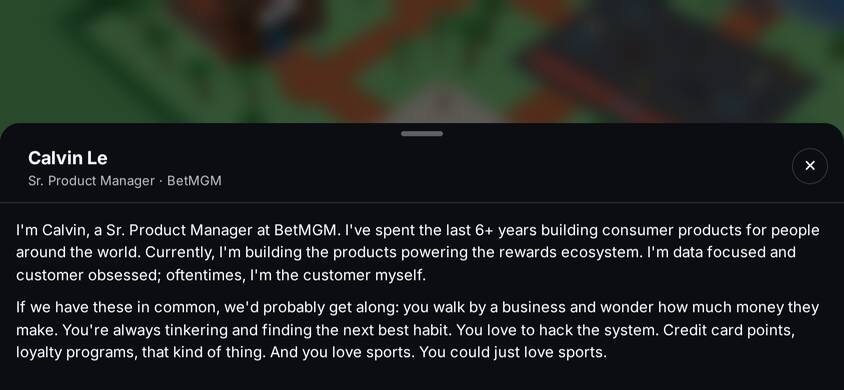 Calvin Le
Sr. Product Manager · BetMGM
I'm Calvin, a Sr. Product Manager at BetMGM. I've spent the last 6+ years building consumer products for people
around the world. Currently, I'm building the products powering the rewards ecosystem. I'm data focused and
customer obsessed; oftentimes, I'm the customer myself.
If we have these in common, we'd probably get along: you walk by a business and wonder how much money they
make. You're always tinkering and finding the next best habit. You love to hack the system. Credit card points,
loyalty programs, that kind of thing. And you love sports. You could just love sports.